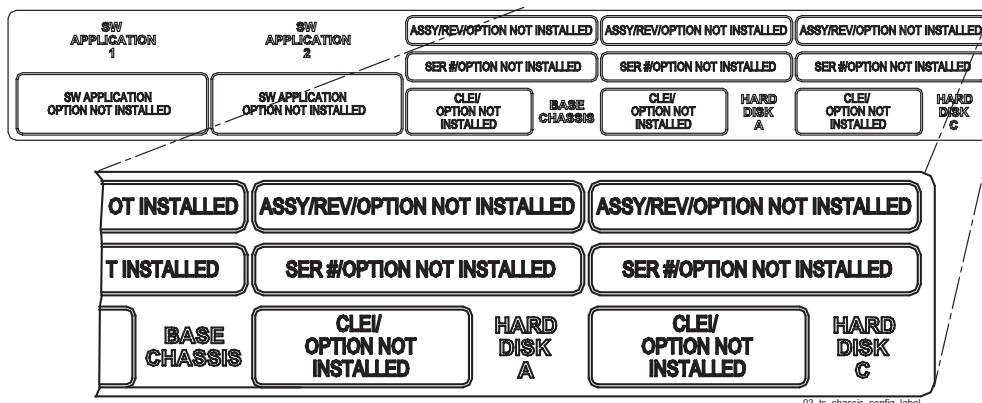 SW
APPLICATION
1
SW APPLICATION
OPTION NOT INSTALLED
SW
APPLICATION
2
SW APPLICATION
OPTION NOT INSTALLED
ASSY/REV/OPTION NOT INSTALLED
SER #/OPTION NOT INSTALLED
CLEI/
OPTION NOT
INSTALLED
BASE
CHASSIS
ASSY/REV/OPTION NOT INSTALLED
SER #/OPTION NOT INSTALLED
CLEI/
OPTION NOT
INSTALLED
HARD
DISK
A
ASSY/REV/OPTION NOT INSTALLED
SER #/OPTION NOT INSTALLED
CLEI/
OPTION NOT
INSTALLED
HARD
DISK
C
OT INSTALLED
T INSTALLED
BASE
CHASSIS
ASSY/REV/OPTION NOT INSTALLED
SER #/OPTION NOT INSTALLED
CLEI/
OPTION NOT
INSTALLED
HARD
DISK
A
ASSY/REV/OPTION NOT INSTALLED
SER #/OPTION NOT INSTALLED
CLEI/
OPTION NOT
INSTALLED
HARD
DISK
C
03_ts_chassis_config_label